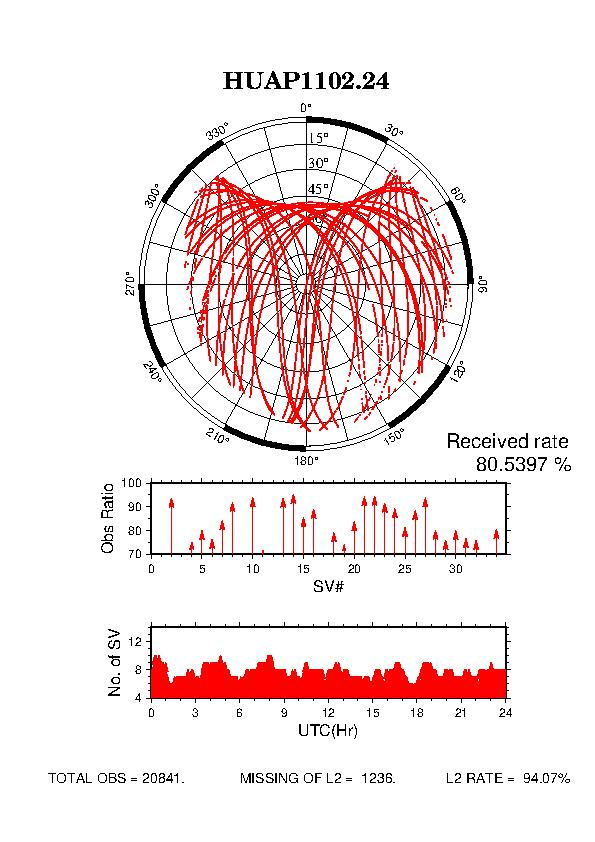 HUAP1102.24
0°
330°
30°
15°
30°
45°
300°
60°
270°
90°
240°
120°
210°
150°
180°
Received rate
80.5397 %
100
90
80
70
Obs Ratio
0 5 10 15 20 25 30
SV#
12
8
4
No. of SV
0 3 6 9 12 15 18 21 24
UTC(Hr)
TOTAL OBS = 20841. MISSING OF L2 = 1236. L2 RATE = 94.07%